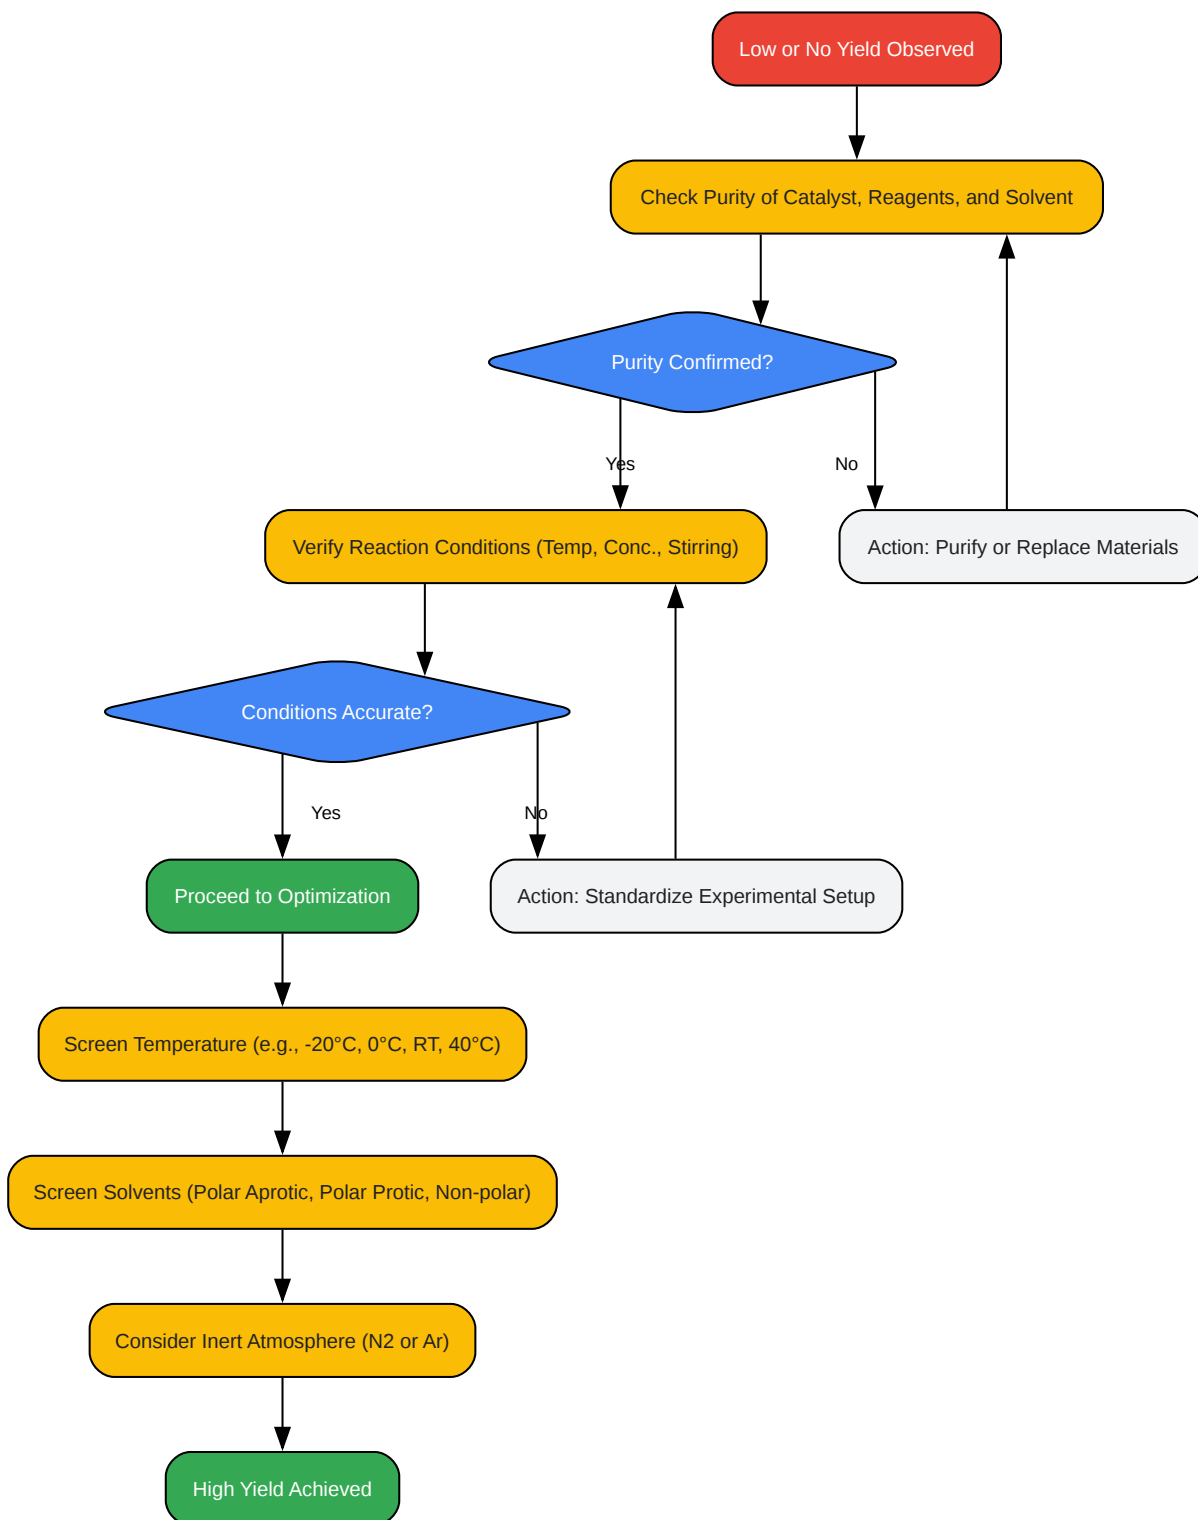 Low or No Yield Observed
Check Purity of Catalyst, Reagents, and Solvent
Purity Confirmed?
Yes
No
Verify Reaction Conditions (Temp, Conc., Stirring)
Action: Purify or Replace Materials
Conditions Accurate?
Yes
No
Proceed to Optimization
Action: Standardize Experimental Setup
Screen Temperature (e.g., -20°C, 0°C, RT, 40°C)
Screen Solvents (Polar Aprotic, Polar Protic, Non-polar)
Consider Inert Atmosphere (N2 or Ar)
High Yield Achieved